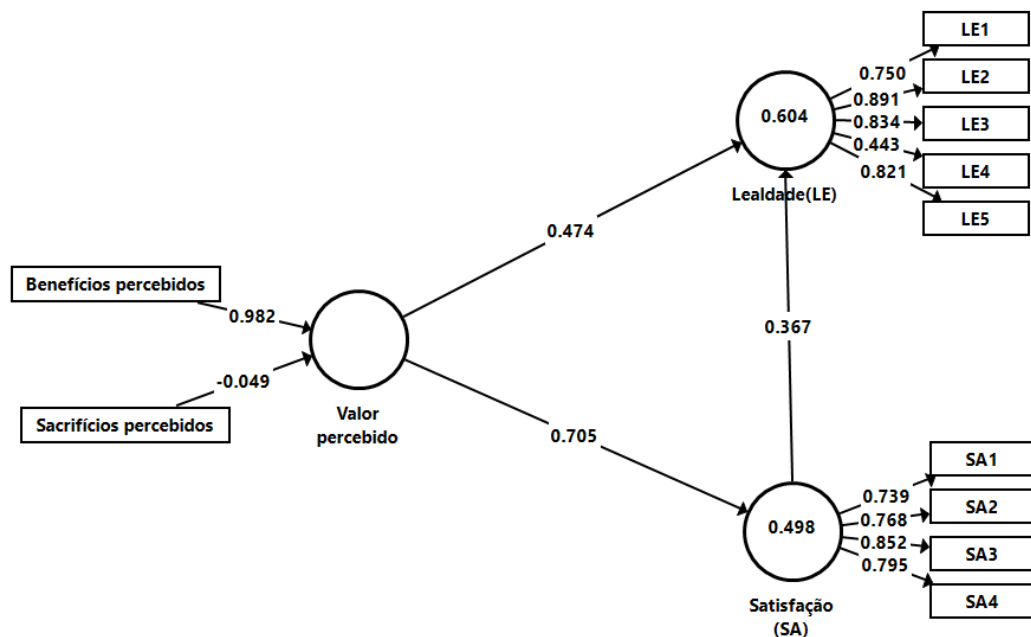 LE1
0.750
LE2
0.891
0.604
0.834
LE3
0.443
LE4
0.821
Lealdade(LE)
LE5
0.474
Benefícios percebidos
0.982
0.367
-0.049
Sacrifícios percebidos
Valor
percebido
0.705
SA1
0.739
SA2
0.768
0.498
0.852
SA3
0.795
SA4
Satisfação
(SA)